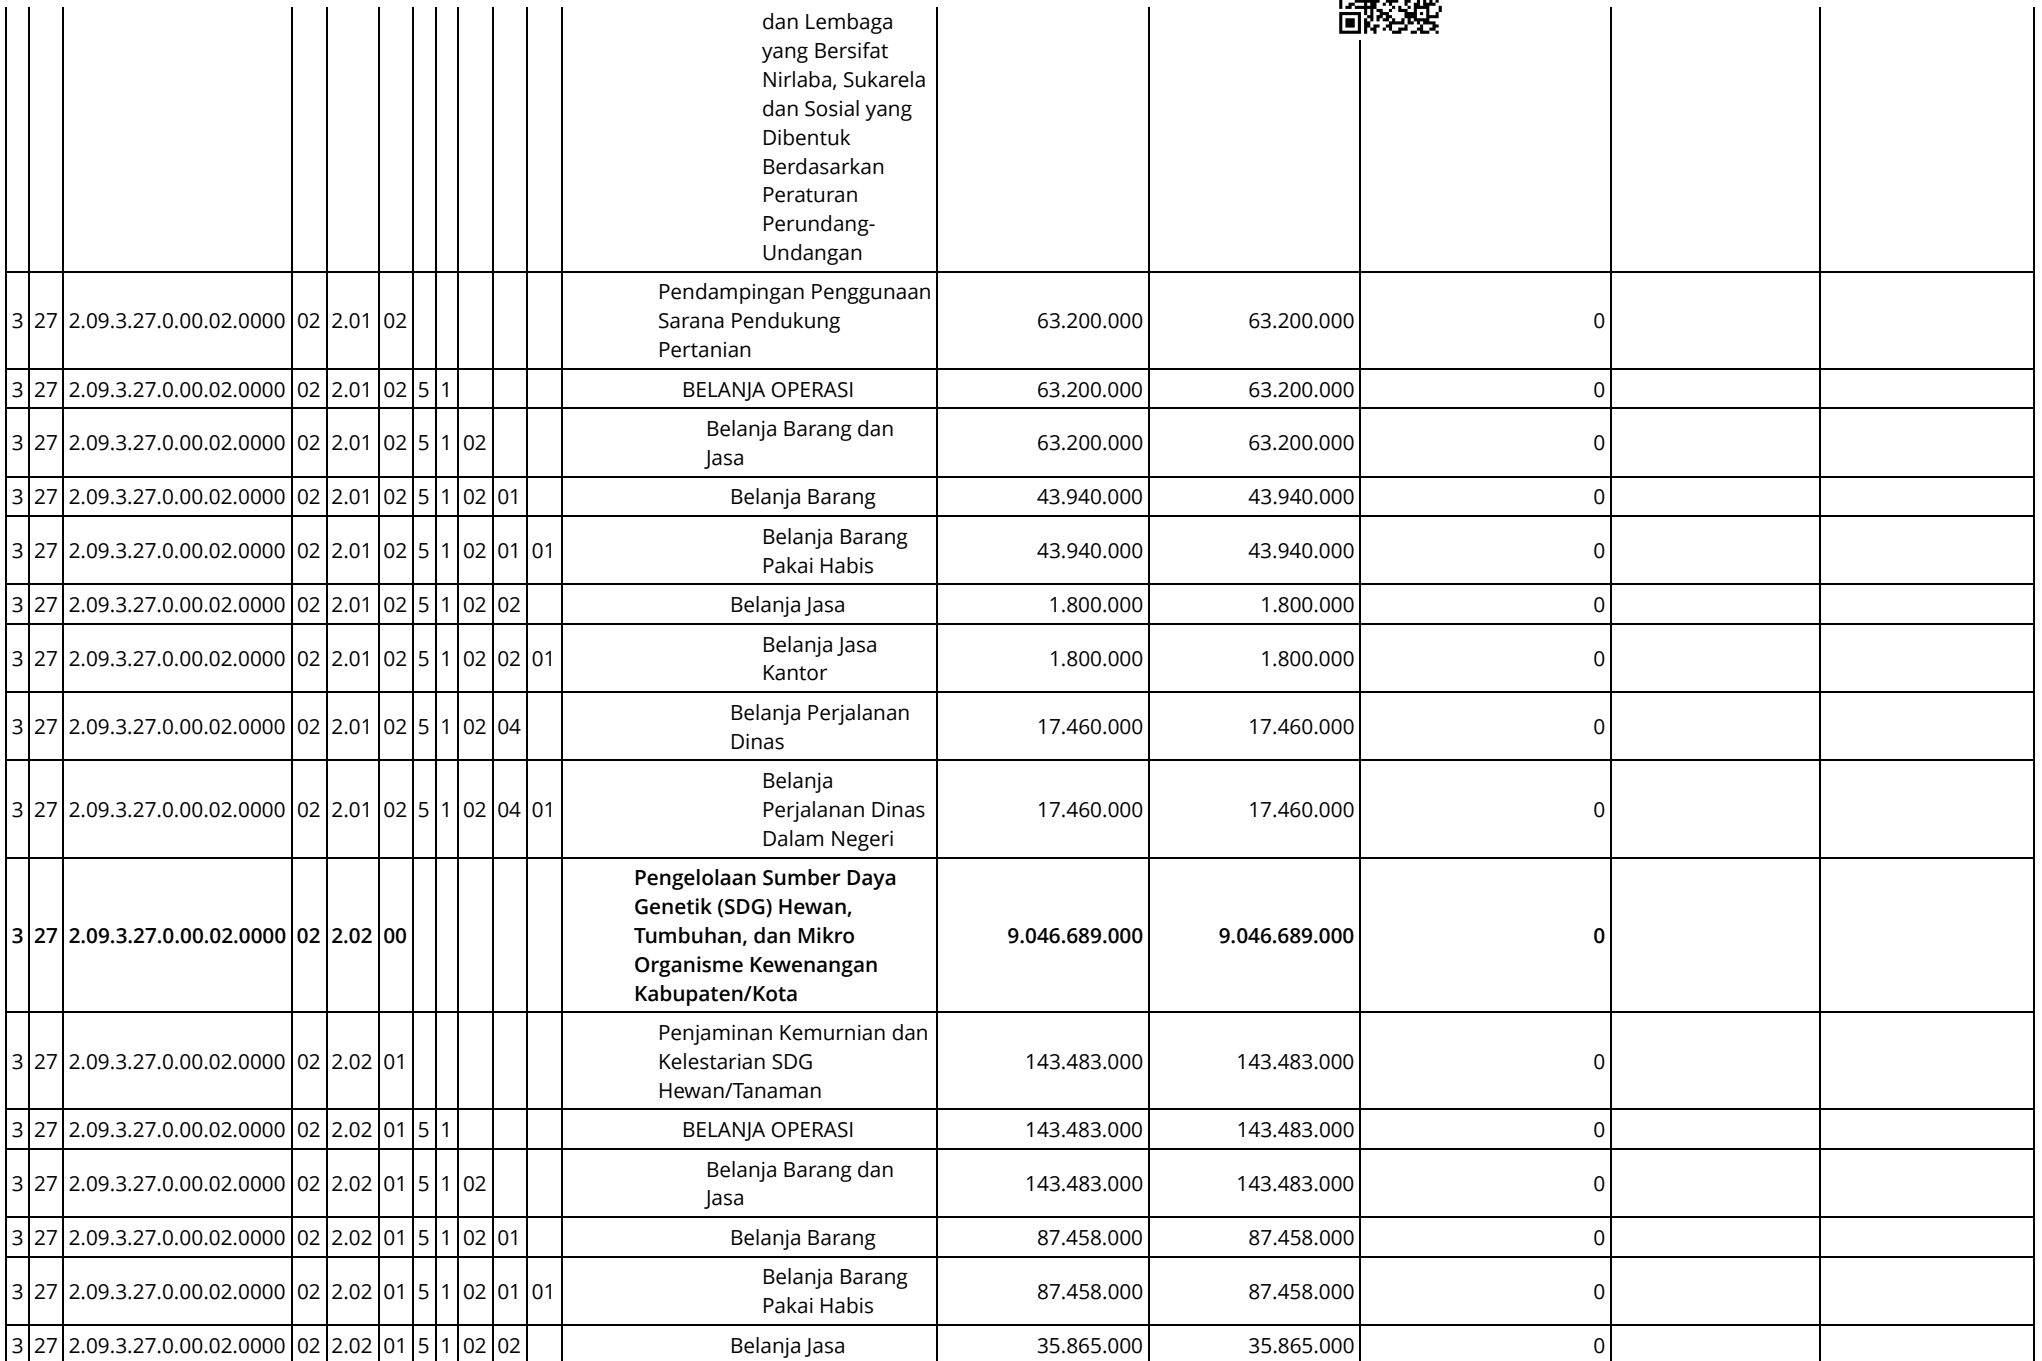 dan Lembaga
yang Bersifat
Nirlaba, Sukarela
dan Sosial yang
Dibentuk
Berdasarkan
Peraturan
Perundang-
Undangan
3 27 2.09.3.27.0.00.02.0000 02 2.01 02 Pendampingan Penggunaan
Sarana Pendukung
Pertanian 63.200.000 63.200.000 0
3 27 2.09.3.27.0.00.02.0000 02 2.01 02 5 1 BELANJA OPERASI 63.200.000 63.200.000 0
3 27 2.09.3.27.0.00.02.0000 02 2.01 02 5 1 02 Belanja Barang dan
Jasa 63.200.000 63.200.000 0
3 27 2.09.3.27.0.00.02.0000 02 2.01 02 5 1 02 01 Belanja Barang 43.940.000 43.940.000 0
3 27 2.09.3.27.0.00.02.0000 02 2.01 02 5 1 02 01 01 Belanja Barang
Pakai Habis 43.940.000 43.940.000 0
3 27 2.09.3.27.0.00.02.0000 02 2.01 02 5 1 02 02 Belanja Jasa 1.800.000 1.800.000 0
3 27 2.09.3.27.0.00.02.0000 02 2.01 02 5 1 02 02 01 Belanja Jasa
Kantor 1.800.000 1.800.000 0
3 27 2.09.3.27.0.00.02.0000 02 2.01 02 5 1 02 04 Belanja Perjalanan
Dinas 17.460.000 17.460.000 0
3 27 2.09.3.27.0.00.02.0000 02 2.01 02 5 1 02 04 01 Belanja
Perjalanan Dinas
Dalam Negeri 17.460.000 17.460.000 0
3 27 2.09.3.27.0.00.02.0000 02 2.02 00 Pengelolaan Sumber Daya
Genetik (SDG) Hewan,
Tumbuhan, dan Mikro
Organisme Kewenangan
Kabupaten/Kota 9.046.689.000 9.046.689.000 0
3 27 2.09.3.27.0.00.02.0000 02 2.02 01 Penjaminan Kemurnian dan
Kelestarian SDG
Hewan/Tanaman 143.483.000 143.483.000 0
3 27 2.09.3.27.0.00.02.0000 02 2.02 01 5 1 BELANJA OPERASI 143.483.000 143.483.000 0
3 27 2.09.3.27.0.00.02.0000 02 2.02 01 5 1 02 Belanja Barang dan
Jasa 143.483.000 143.483.000 0
3 27 2.09.3.27.0.00.02.0000 02 2.02 01 5 1 02 01 Belanja Barang 87.458.000 87.458.000 0
3 27 2.09.3.27.0.00.02.0000 02 2.02 01 5 1 02 01 01 Belanja Barang
Pakai Habis 87.458.000 87.458.000 0
3 27 2.09.3.27.0.00.02.0000 02 2.02 01 5 1 02 02 Belanja Jasa 35.865.000 35.865.000 0